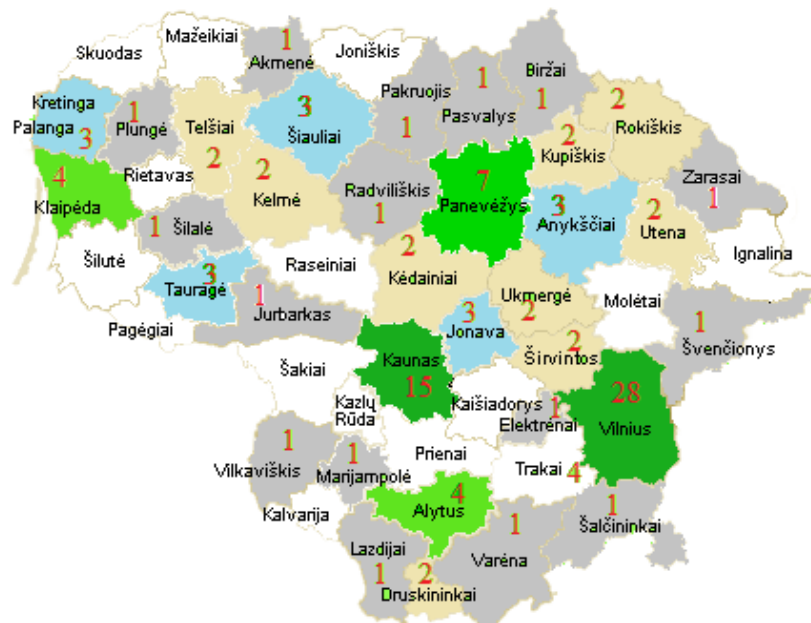 Mažeikiai
Skuodas
1
Akmenė
Joniškis
Biržai
1
Pakruojis
1
1
Pasvalys
1
Kretinga
Palanga
3
1
Plungė
Telšiai
2
3
Šiauliai
2
Rokiškis
2
Kupiškis
4
Klaipėda
Rietavas
2
Kelmė
Radviliškis
1
7
Panevėžys
Zarasai
1
3
Anykščiai
2
Utena
1
Šilalė
Ignalina
Šilutė
Raseiniai
2
Kėdainiai
3
Tauragė
Ukmergė
2
Molėtai
1
Jurbarkas
3
Jonava
Pagėgiai
1
Švenčionys
2
Širvintos
Kaunas
15
Šakiai
Kazlų
Rūda
Kaišiadorys
1
Elektrėnai
28
Vilnius
1
Vilkaviškis
1
Marijampolė
Prienai
Trakai
4
4
Alytus
Kalvarija
1
Šalčininkai
1
Varėna
Lazdijai
1
2
Druskininkai